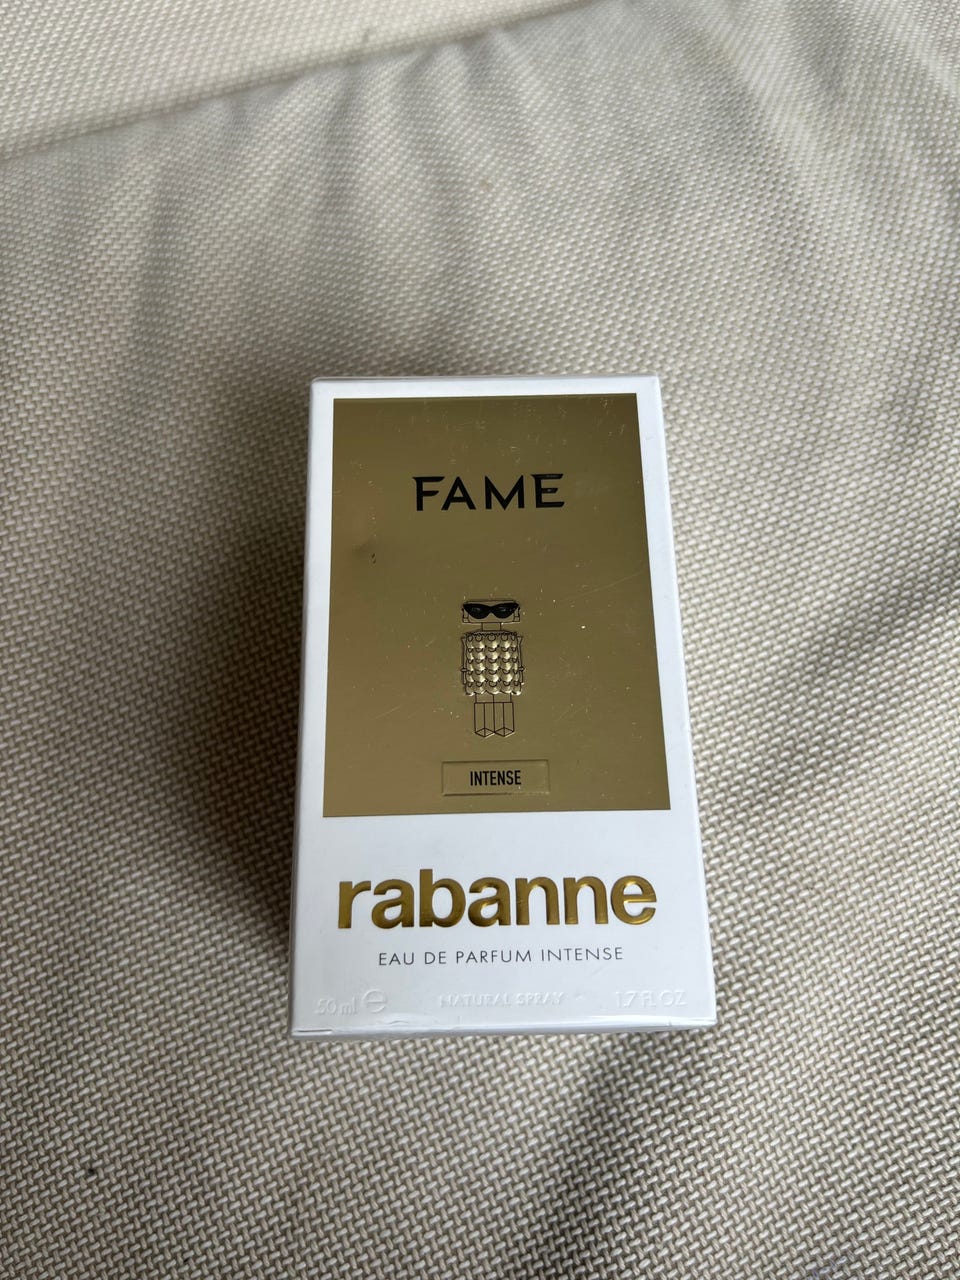 FAME
INTENSE
rabanne
EAU DE PARFUM INTENSE
50 ml ℮ NATURAL SPRAY 1.7 FL OZ